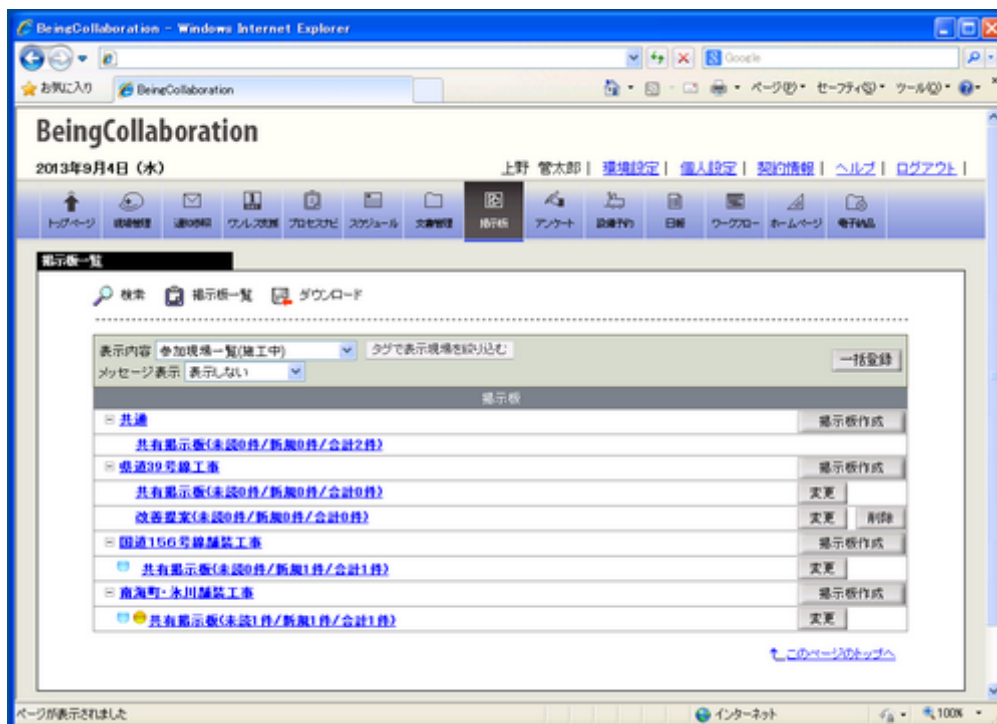 BeingCollaboration - Windows Internet Explorer
Google
お気に入り BeingCollaboration ページ(P) セーフティ(S) ツール(O)
BeingCollaboration
2013年9月4日（水） 上野 管太郎| 環境設定| 個人設定| 契約情報| ヘルプ| ログアウト|
トップページ 現場管理 ワンレス配信 プロセスナビ スケジュール 文書管理 掲示板 アンケート 設備予約 日報 ワークフロー ホームページ 電子納品
掲示板一覧
検索 掲示板一覧 ダウンロード
表示内容 参加現場一覧(施工中) タグで表示現場を絞り込む
一括登録
メッセージ表示 表示しない
掲示板
共通 掲示板作成
共有掲示板(未読0件/新規0件/合計2件)
県道39号線工事 掲示板作成
共有掲示板(未読0件/新規0件/合計0件) 変更
改善提案(未読0件/新規0件/合計0件) 変更 削除
国道156号線舗装工事 掲示板作成
共有掲示板(未読0件/新規1件/合計1件) 変更
南海町・氷川舗装工事 掲示板作成
共有掲示板(未読1件/新規1件/合計1件) 変更
このページのトップへ
ページが表示されました インターネット 100%